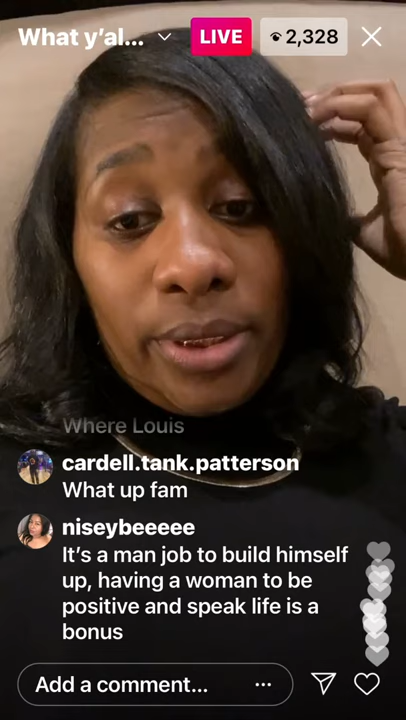 What y’al...
LIVE
2,328
Where Louis
cardell.tank.patterson
What up fam
niseybeeeee
It’s a man job to build himself
up, having a woman to be
positive and speak life is a
bonus
Add a comment...